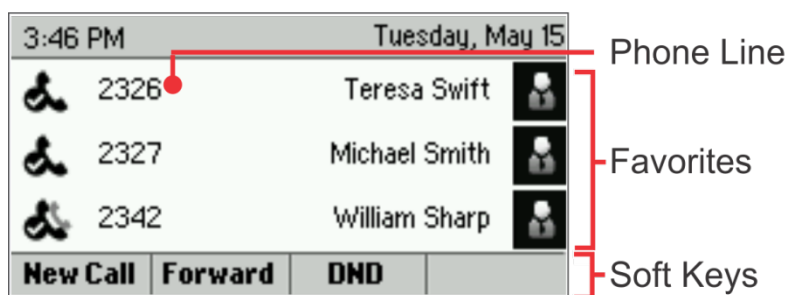 3:46 PM Tuesday, May 15
Phone Line
2326 Teresa Swift
2327 Michael Smith
Favorites
2342 William Sharp
New Call Forward DND
Soft Keys